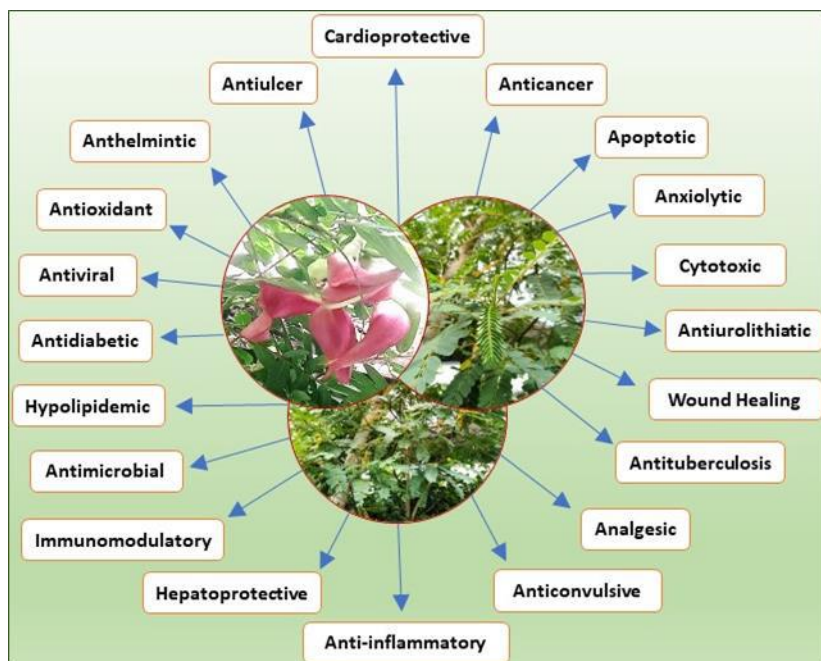 Cardioprotective
Antiulcer
Anticancer
Anthelmintic
Apoptotic
Antioxidant
Anxiolytic
Antiviral
Cytotoxic
Antidiabetic
Antiurolithiatic
Hypolipidemic
Wound Healing
Antimicrobial
Antituberculosis
Immunomodulatory
Analgesic
Hepatoprotective
Anticonvulsive
Anti-inflammatory